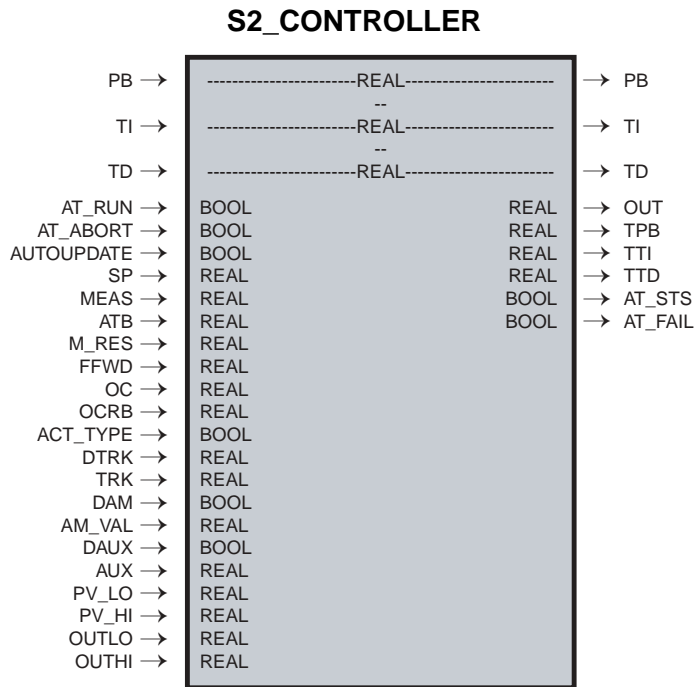 S2_CONTROLLER
PB → ------------------------REAL------------------------ → PB
--
TI → ------------------------REAL------------------------ → TI
--
TD → ------------------------REAL------------------------ → TD
AT_RUN → BOOL REAL → OUT
AT_ABORT → BOOL REAL → TPB
AUTOUPDATE → BOOL REAL → TTI
SP → REAL REAL → TTD
MEAS → REAL BOOL → AT_STS
ATB → REAL BOOL → AT_FAIL
M_RES → REAL
FFWD → REAL
OC → REAL
OCRB → REAL
ACT_TYPE → BOOL
DTRK → REAL
TRK → REAL
DAM → BOOL
AM_VAL → REAL
DAUX → BOOL
AUX → REAL
PV_LO → REAL
PV_HI → REAL
OUTLO → REAL
OUTHI → REAL